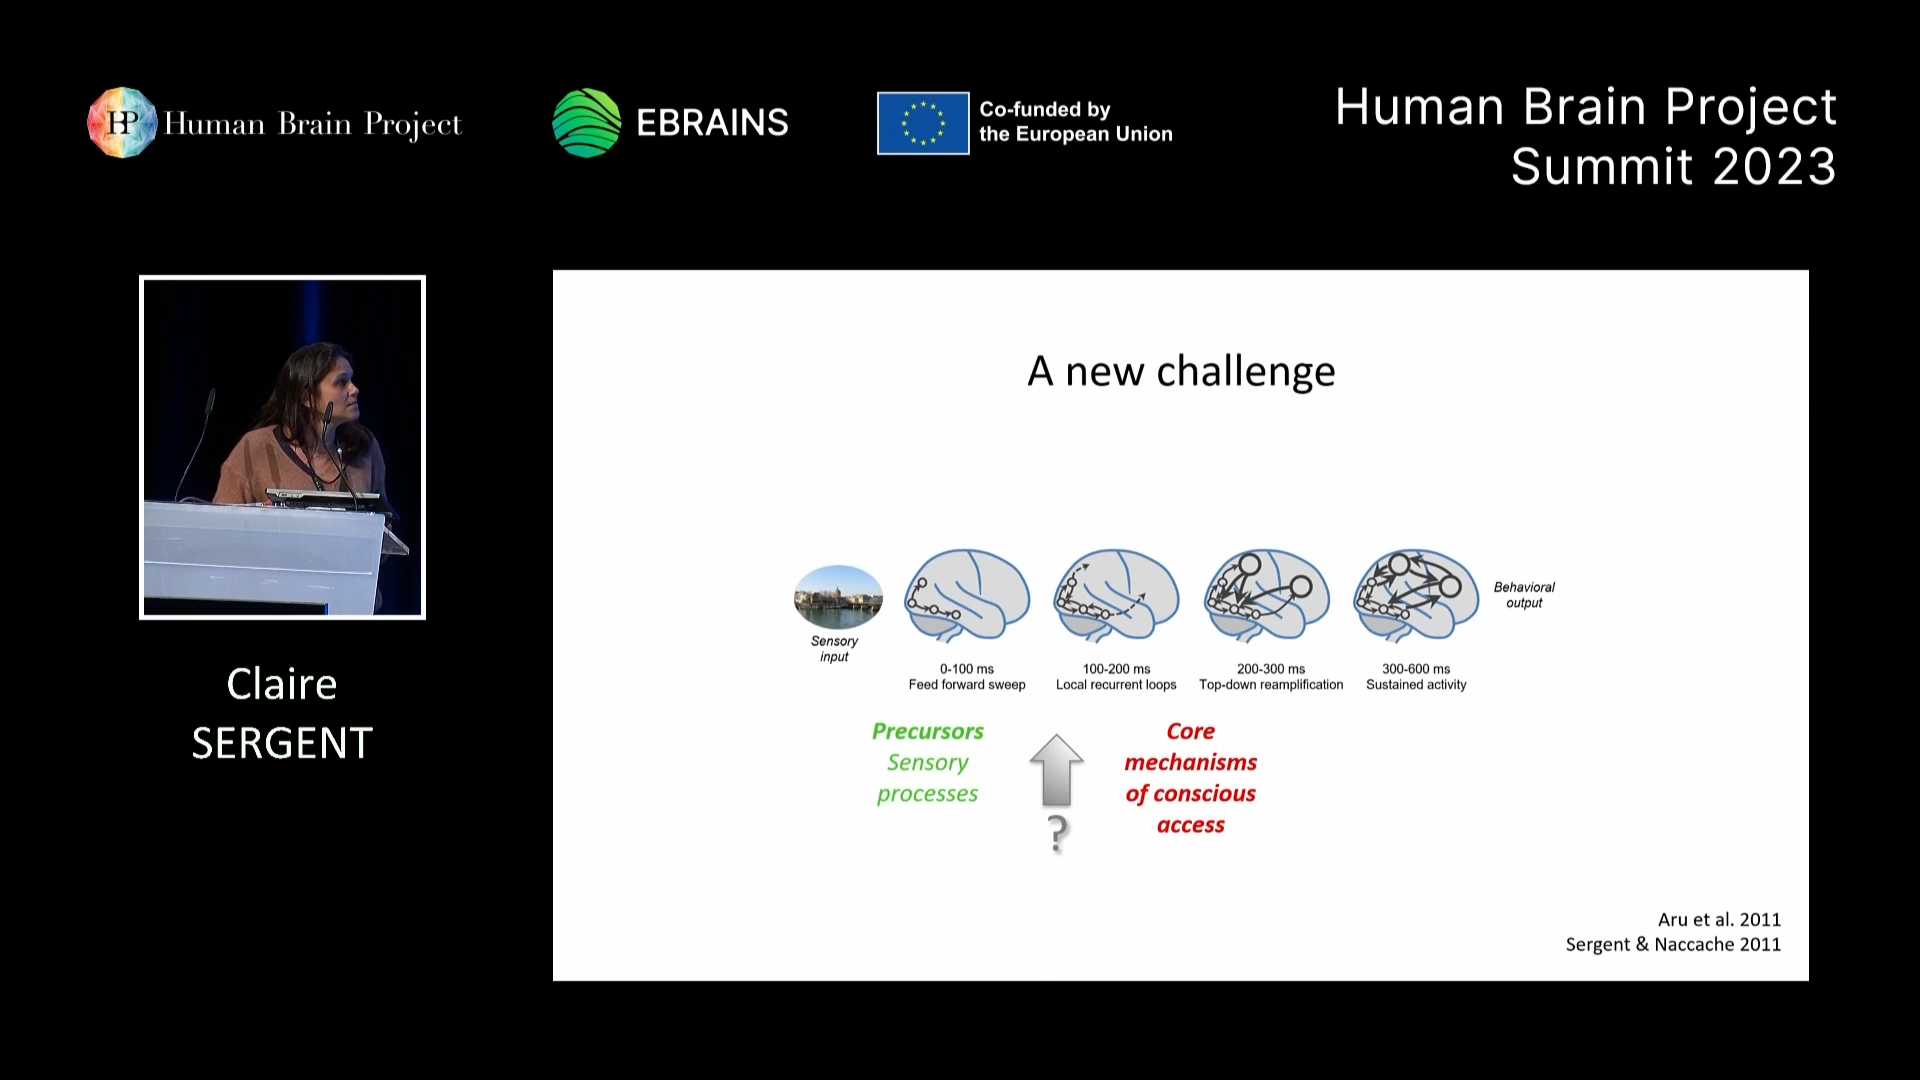 HP Human Brain Project
EBRAINS
Co-funded by
the European Union
Human Brain Project
Summit 2023
Claire
SERGENT
A new challenge
Sensory
input
0-100 ms
Feed forward sweep
100-200 ms
Local recurrent loops
200-300 ms
Top-down reamplification
300-600 ms
Sustained activity
Behavioral
output
Precursors
Sensory
processes
?
Core
mechanisms
of conscious
access
Aru et al. 2011
Sergent & Naccache 2011